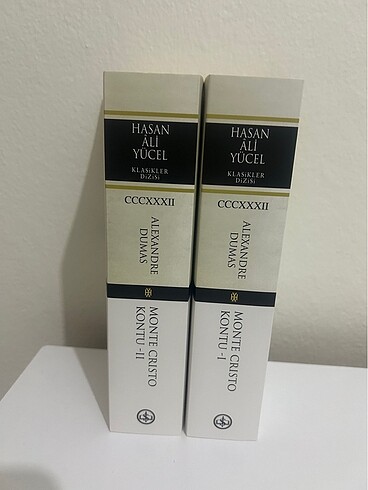 HASAN
ÂLİ
YÜCEL
KLASİKLER
DİZİSİ
CCCXXXII
ALEXANDRE
DUMAS
MONTE CRISTO
KONTU -II
HASAN
ÂLİ
YÜCEL
KLASİKLER
DİZİSİ
CCCXXXII
ALEXANDRE
DUMAS
MONTE CRISTO
KONTU -I